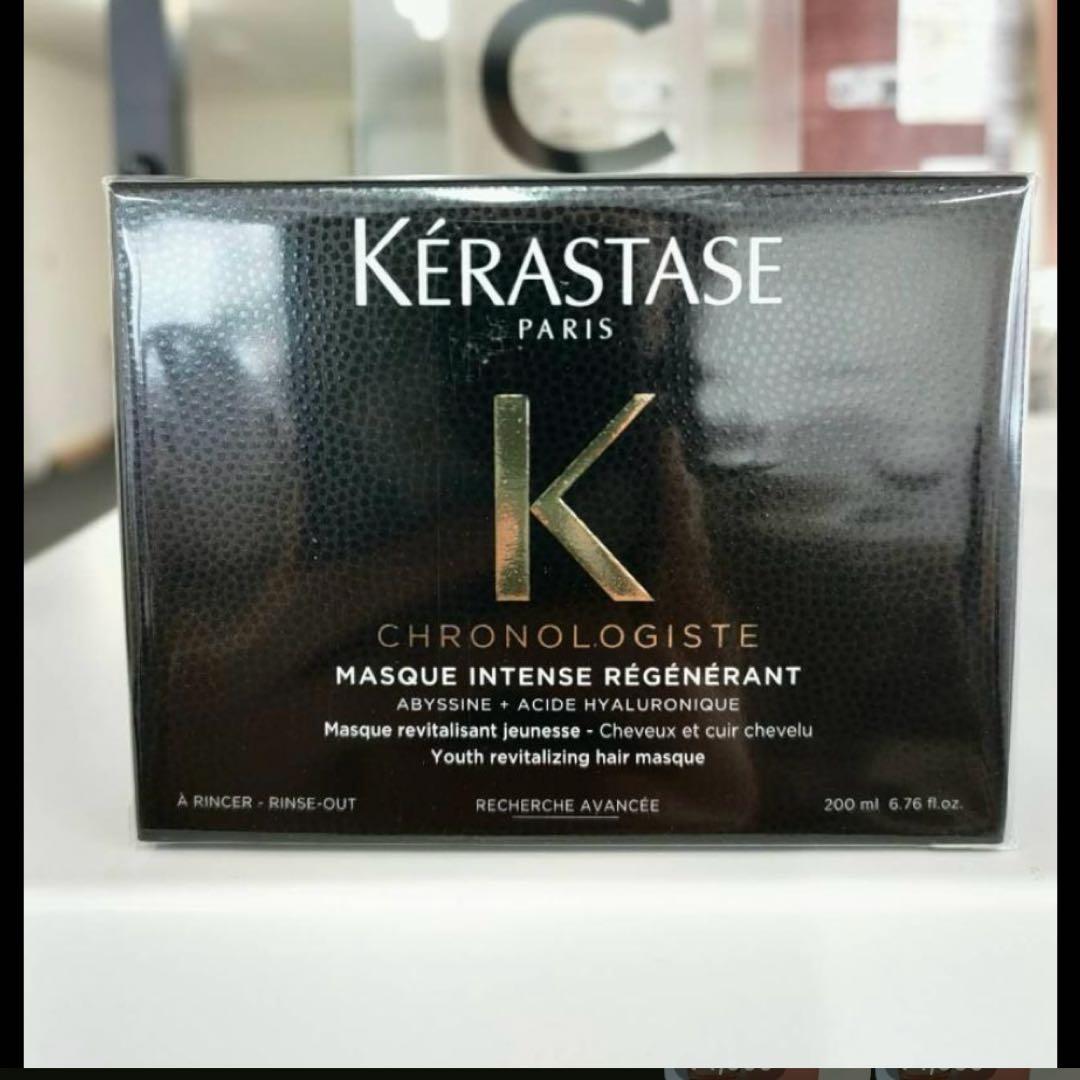 C
KÉRASTASE
PARIS
K
CHRONOLOGISTE
MASQUE INTENSE RÉGÉNÉRANT
ABYSSINE + ACIDE HYALURONIQUE
Masque revitalisant jeunesse - Cheveux et cuir chevelu
Youth revitalizing hair masque
À RINCER - RINSE-OUT
RECHERCHE AVANCÉE
200 ml 6.76 fl.oz.